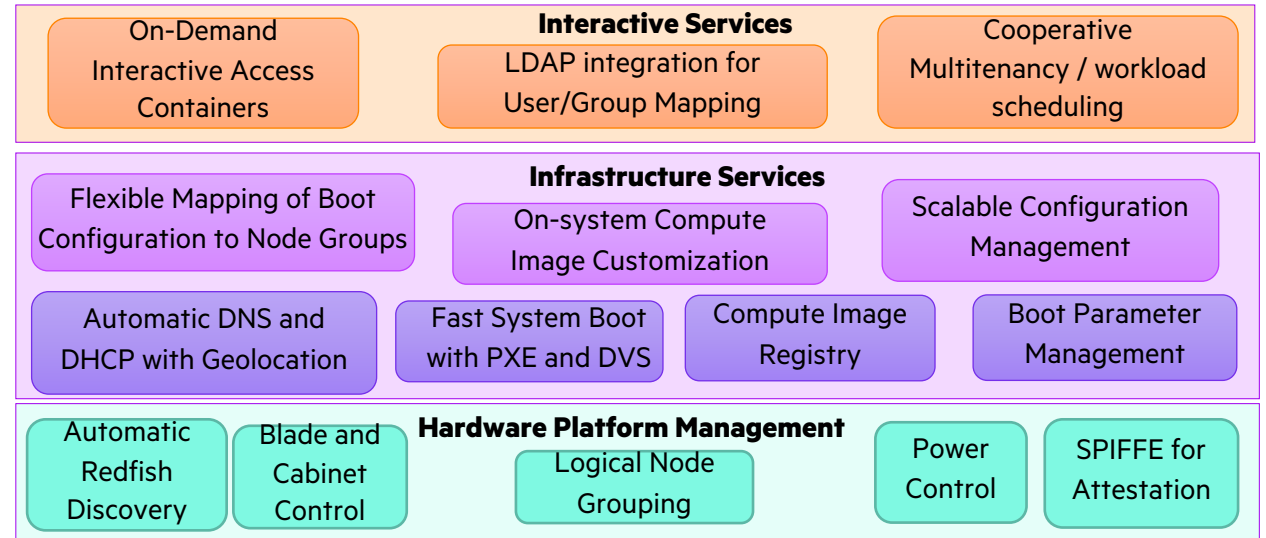 Interactive Services
On-Demand
Interactive Access
Containers
LDAP integration for
User/Group Mapping
Cooperative
Multitenancy / workload
scheduling
Infrastructure Services
Flexible Mapping of Boot
Configuration to Node Groups
On-system Compute
Image Customization
Scalable Configuration
Management
Automatic DNS and
DHCP with Geolocation
Fast System Boot
with PXE and DVS
Compute Image
Registry
Boot Parameter
Management
Hardware Platform Management
Automatic
Redfish
Discovery
Blade and
Cabinet
Control
Logical Node
Grouping
Power
Control
SPIFFE for
Attestation